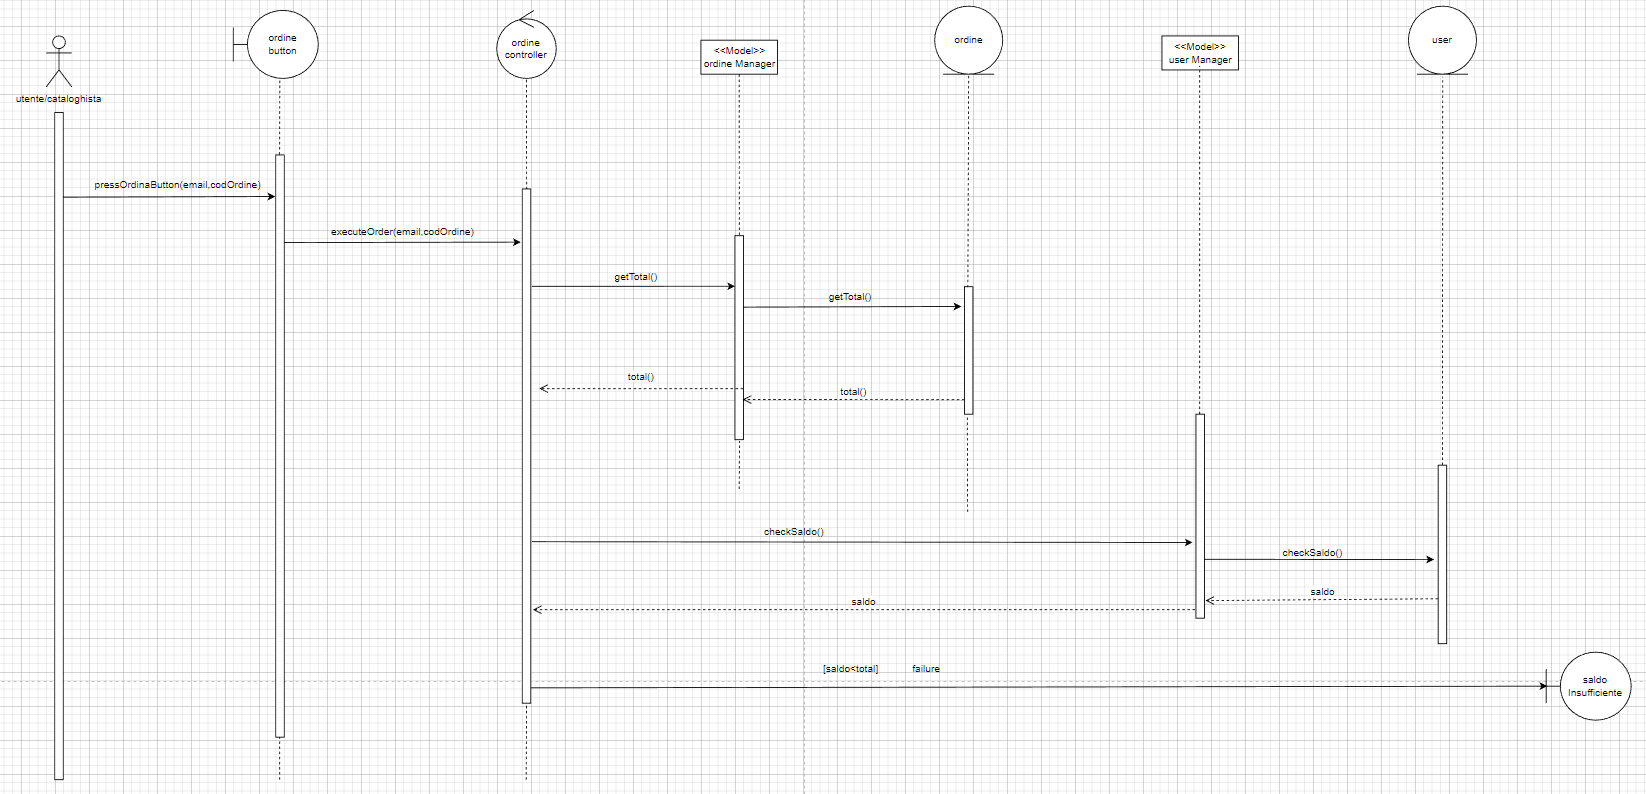 ordine
button
ordine
controller
<<Model>>
ordine Manager
ordine
<<Model>>
user Manager
user
utente/cataloghista
pressOrdinaButton(email,codOrdine)
executeOrder(email,codOrdine)
getTotal()
getTotal()
total()
total()
checkSaldo()
checkSaldo()
saldo
saldo
[saldo<total] failure
saldo
Insufficiente